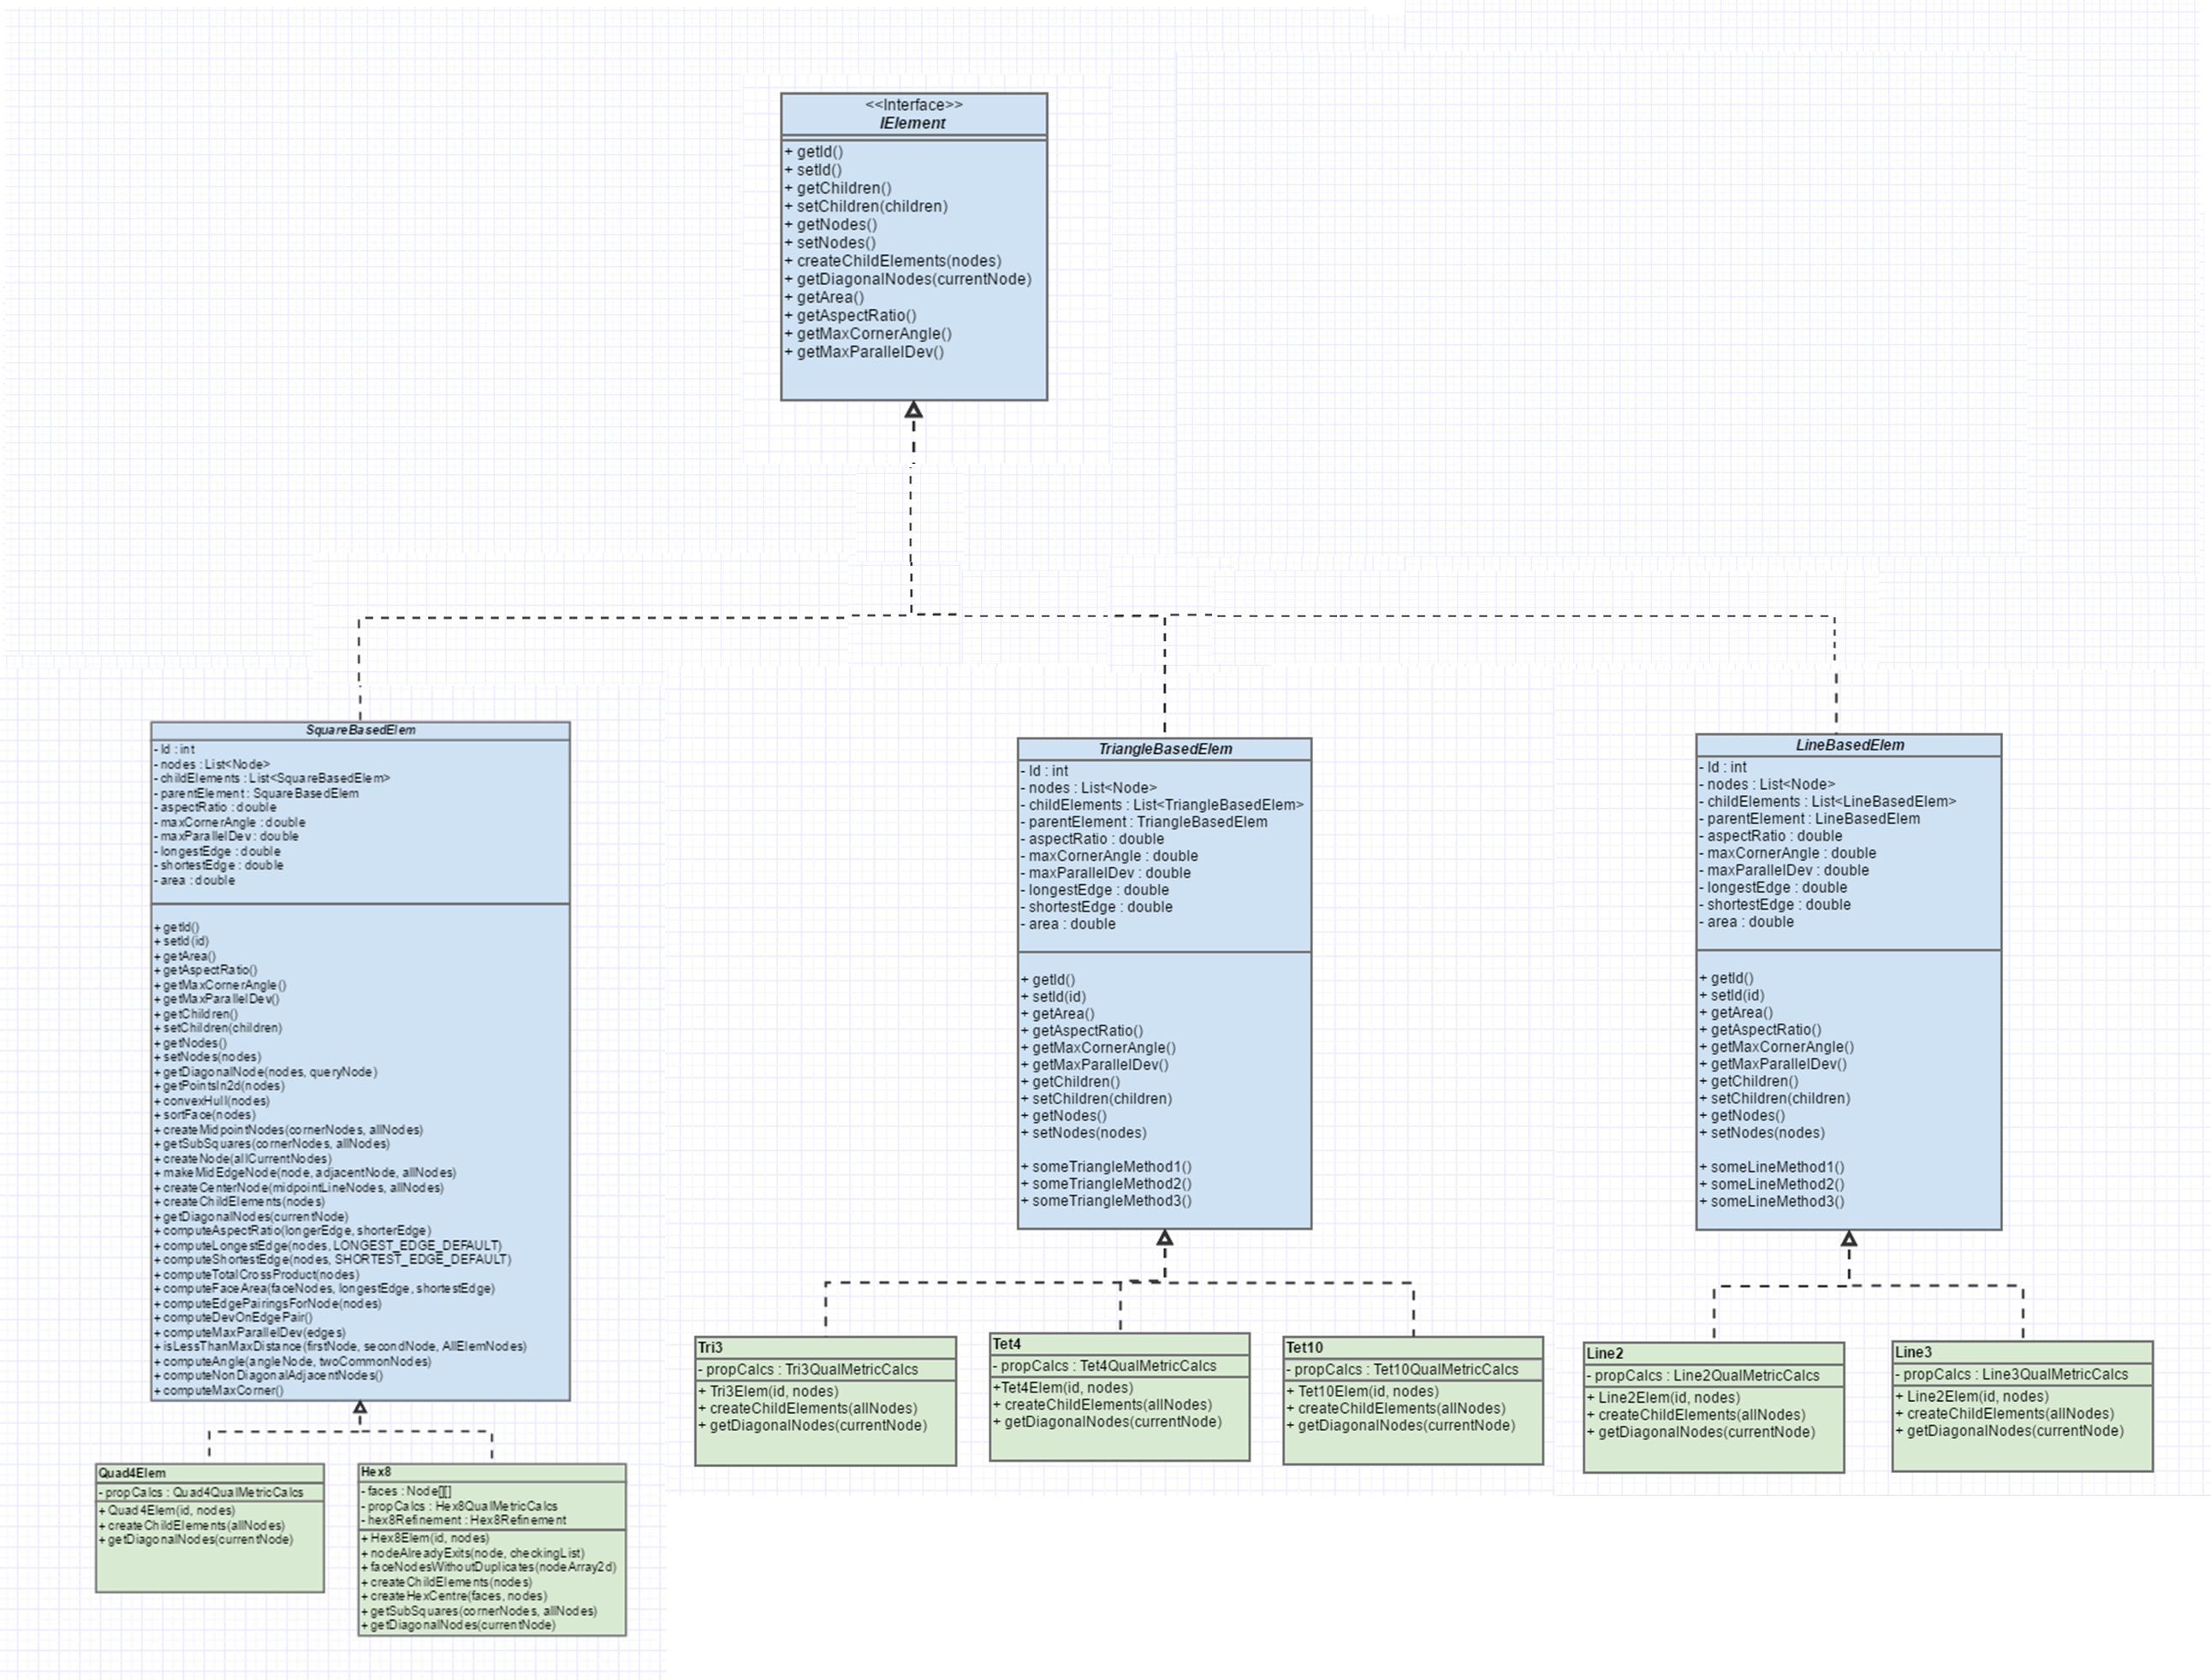 <<Interface>>
IElement
+ getId()
+ setId()
+ getChildren()
+ setChildren(children)
+ getNodes()
+ setNodes()
+ createChildElements(nodes)
+ getDiagonalNodes(currentNode)
+ getArea()
+ getAspectRatio()
+ getMaxCornerAngle()
+ getMaxParallelDev()
SquareBasedElem
- Id : int
- nodes : List<Node>
- childElements : List<SquareBasedElem>
- parentElement : SquareBasedElem
- aspectRatio : double
- maxCornerAngle : double
- maxParallelDev : double
- longestEdge : double
- shortestEdge : double
- area : double
+ getId()
+ setId(id)
+ getArea()
+ getAspectRatio()
+ getMaxCornerAngle()
+ getMaxParallelDev()
+ getChildren()
+ setChildren(children)
+ getNodes()
+ setNodes(nodes)
+ getDiagonalNode(nodes, queryNode)
+ getPointsIn2d(nodes)
+ convexHull(nodes)
+ sortFace(nodes)
+ createMidpointNodes(cornerNodes, allNodes)
+ getSubSquares(cornerNodes, allNodes)
+ createNode(allCurrentNodes)
+ makeMidEdgeNode(node, adjacentNode, allNodes)
+ createCenterNode(midpointLineNodes, allNodes)
+ createChildElements(nodes)
+ getDiagonalNodes(currentNode)
+ computeAspectRatio(longerEdge, shorterEdge)
+ computeLongestEdge(nodes, LONGEST_EDGE_DEFAULT)
+ computeShortestEdge(nodes, SHORTEST_EDGE_DEFAULT)
+ computeTotalCrossProduct(nodes)
+ computeFaceArea(faceNodes, longestEdge, shortestEdge)
+ computeEdgePairingsForNode(nodes)
+ computeDevOnEdgePair()
+ computeMaxParallelDev(edges)
+ isLessThanMaxDistance(firstNode, secondNode, AllElemNodes)
+ computeAngle(angleNode, twoCommonNodes)
+ computeNonDiagonalAdjacentNodes()
+ computeMaxCorner()
TriangleBasedElem
- Id : int
- nodes : List<Node>
- childElements : List<TriangleBasedElem>
- parentElement : TriangleBasedElem
- aspectRatio : double
- maxCornerAngle : double
- maxParallelDev : double
- longestEdge : double
- shortestEdge : double
- area : double
+ getId()
+ setId(id)
+ getArea()
+ getAspectRatio()
+ getMaxCornerAngle()
+ getMaxParallelDev()
+ getChildren()
+ setChildren(children)
+ getNodes()
+ setNodes(nodes)
+ someTriangleMethod1()
+ someTriangleMethod2()
+ someTriangleMethod3()
LineBasedElem
- Id : int
- nodes : List<Node>
- childElements : List<LineBasedElem>
- parentElement : LineBasedElem
- aspectRatio : double
- maxCornerAngle : double
- maxParallelDev : double
- longestEdge : double
- shortestEdge : double
- area : double
+ getId()
+ setId(id)
+ getArea()
+ getAspectRatio()
+ getMaxCornerAngle()
+ getMaxParallelDev()
+ getChildren()
+ setChildren(children)
+ getNodes()
+ setNodes(nodes)
+ someLineMethod1()
+ someLineMethod2()
+ someLineMethod3()
Quad4Elem
- propCalcs : Quad4QualMetricCalcs
+ Quad4Elem(id, nodes)
+ createChildElements(allNodes)
+ getDiagonalNodes(currentNode)
Hex8
- faces : Node[][]
- propCalcs : Hex8QualMetricCalcs
- hex8Refinement : Hex8Refinement
+ Hex8Elem(id, nodes)
+ nodeAlreadyExits(node, checkingList)
+ faceNodesWithoutDuplicates(nodeArray2d)
+ createChildElements(nodes)
+ createHexCentre(faces, nodes)
+ getSubSquares(cornerNodes, allNodes)
+ getDiagonalNodes(currentNode)
Tri3
- propCalcs : Tri3QualMetricCalcs
+ Tri3Elem(id, nodes)
+ createChildElements(allNodes)
+ getDiagonalNodes(currentNode)
Tet4
- propCalcs : Tet4QualMetricCalcs
+Tet4Elem(id, nodes)
+ createChildElements(allNodes)
+ getDiagonalNodes(currentNode)
Tet10
- propCalcs : Tet10QualMetricCalcs
+ Tet10Elem(id, nodes)
+ createChildElements(allNodes)
+ getDiagonalNodes(currentNode)
Line2
- propCalcs : Line2QualMetricCalcs
+ Line2Elem(id, nodes)
+ createChildElements(allNodes)
+ getDiagonalNodes(currentNode)
Line3
- propCalcs : Line3QualMetricCalcs
+ Line2Elem(id, nodes)
+ createChildElements(allNodes)
+ getDiagonalNodes(currentNode)